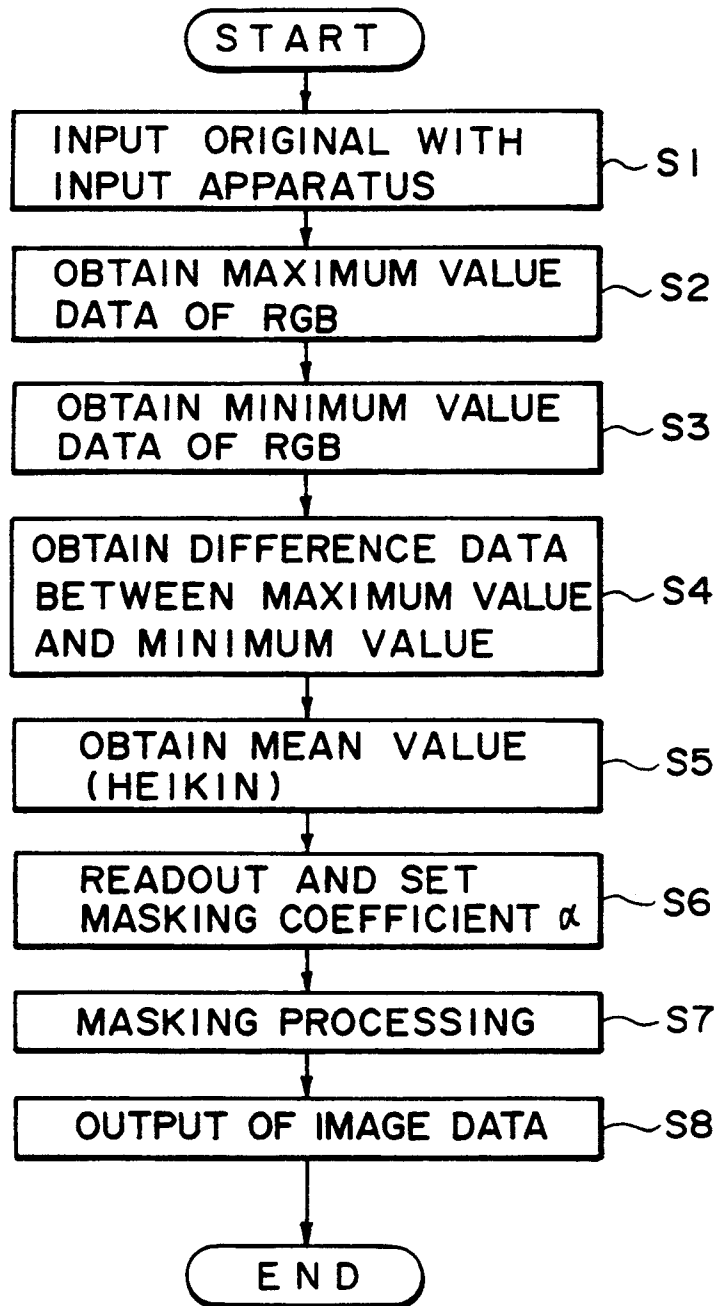 START
INPUT ORIGINAL WITH
INPUT APPARATUS
S1
OBTAIN MAXIMUM VALUE
DATA OF RGB
S2
OBTAIN MINIMUM VALUE
DATA OF RGB
S3
OBTAIN DIFFERENCE DATA
BETWEEN MAXIMUM VALUE
AND MINIMUM VALUE
S4
OBTAIN MEAN VALUE
(HEIKIN)
S5
READOUT AND SET
MASKING COEFFICIENT α
S6
MASKING PROCESSING
S7
OUTPUT OF IMAGE DATA
S8
END